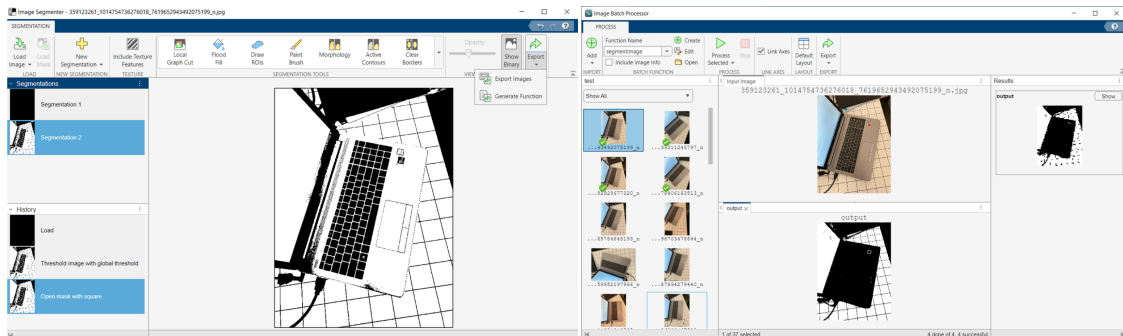 Image Segmenter - 359123261_1014754736276018_7619652943492075199_n.jpg
SEGMENTATION
Load Image
Load Mask
New Segmentation
Include Texture Features
Local Graph Cut
Flood Fill
Draw ROIs
Paint Brush
Morphology
Active Contours
Clear Borders
Opacity
Show Binary
Export
LOAD
NEW SEGMENTATION
TEXTURE
SEGMENTATION TOOLS
Export Images
Generate Function
Segmentations
Segmentation 1
Segmentation 2
History
Load
Threshold image with global threshold
Open mask with square
Image Batch Processor
PROCESS
Add
Function Name
segmentImage
Include Image Info
Create
Edit
Open
Process Selected
Stop
Link Axes
Default Layout
Export
IMPORT
BATCH FUNCTION
PROCESS
LINK AXES
LAYOUT
EXPORT
test
Show All
Input Image
359123261_1014754736276018_7619652943492075199_n.jpg
output
output
Results
output
Show
1 of 37 selected
4 done of 4, 4 successful